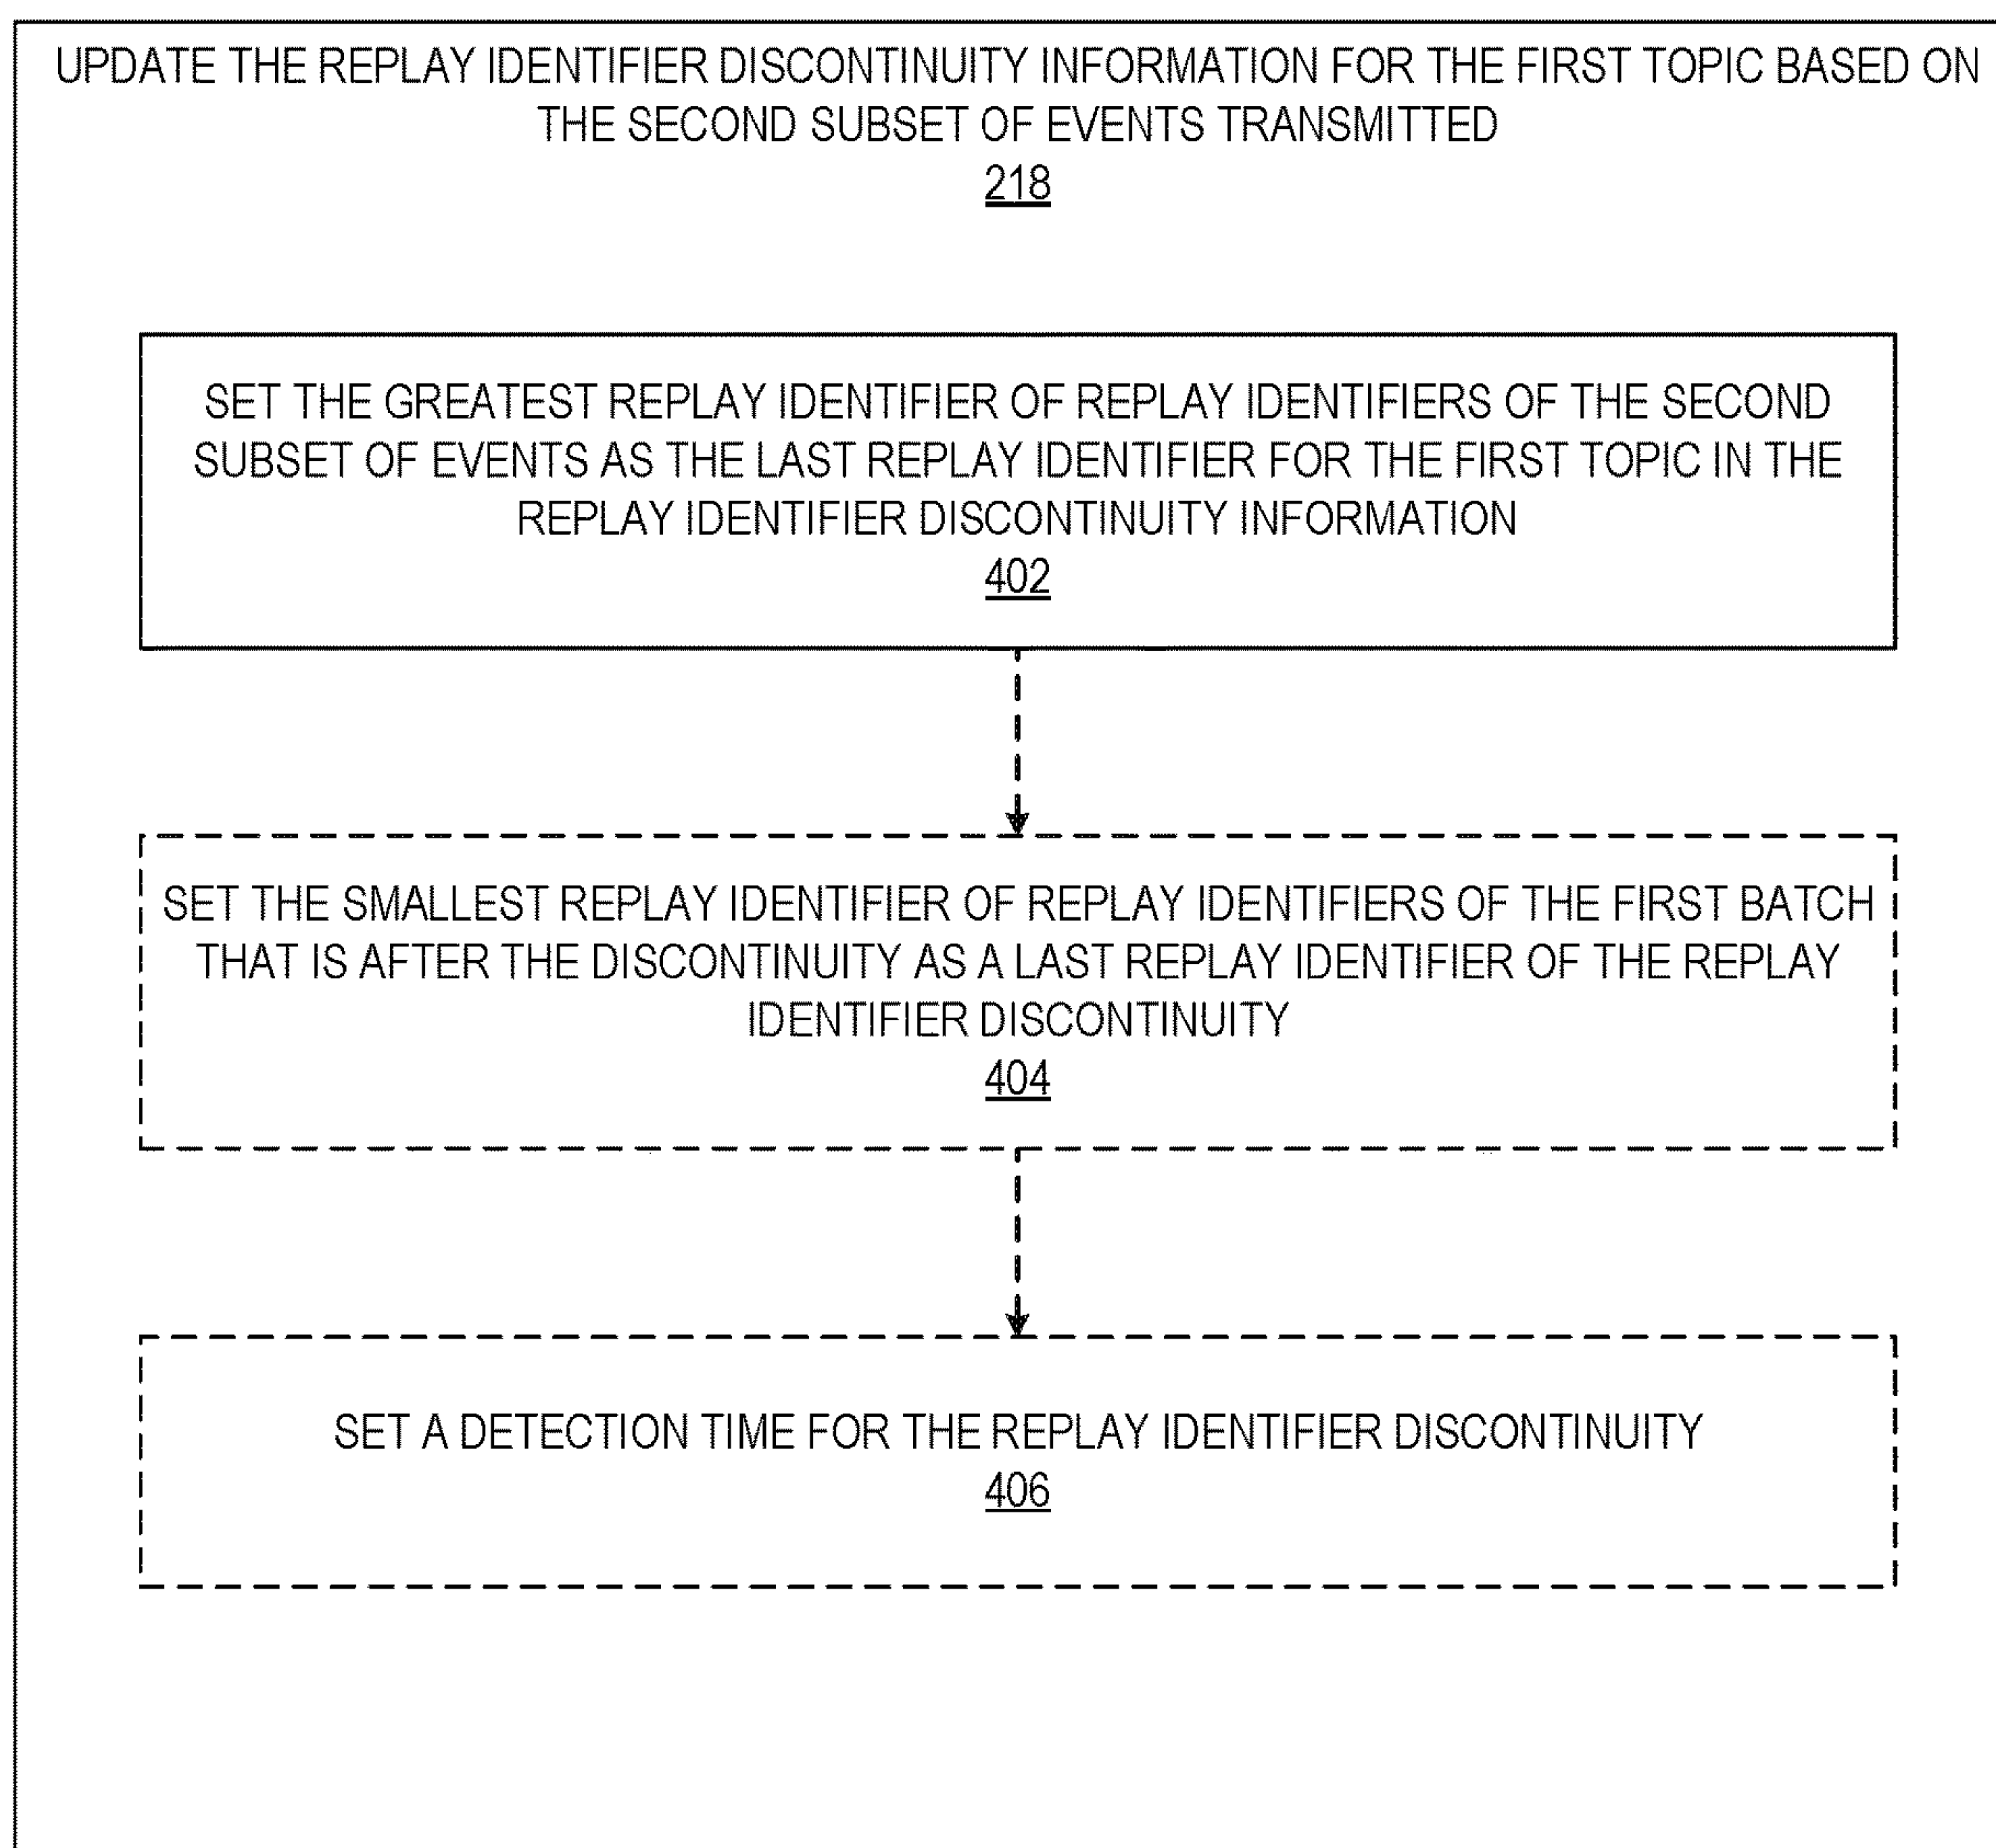 UPDATE THE REPLAY IDENTIFIER DISCONTINUITY INFORMATION FOR THE FIRST TOPIC BASED ON
THE SECOND SUBSET OF EVENTS TRANSMITTED
218
SET THE GREATEST REPLAY IDENTIFIER OF REPLAY IDENTIFIERS OF THE SECOND
SUBSET OF EVENTS AS THE LAST REPLAY IDENTIFIER FOR THE FIRST TOPIC IN THE
REPLAY IDENTIFIER DISCONTINUITY INFORMATION
402
SET THE SMALLEST REPLAY IDENTIFIER OF REPLAY IDENTIFIERS OF THE FIRST BATCH
THAT IS AFTER THE DISCONTINUITY AS A LAST REPLAY IDENTIFIER OF THE REPLAY
IDENTIFIER DISCONTINUITY
404
SET A DETECTION TIME FOR THE REPLAY IDENTIFIER DISCONTINUITY
406